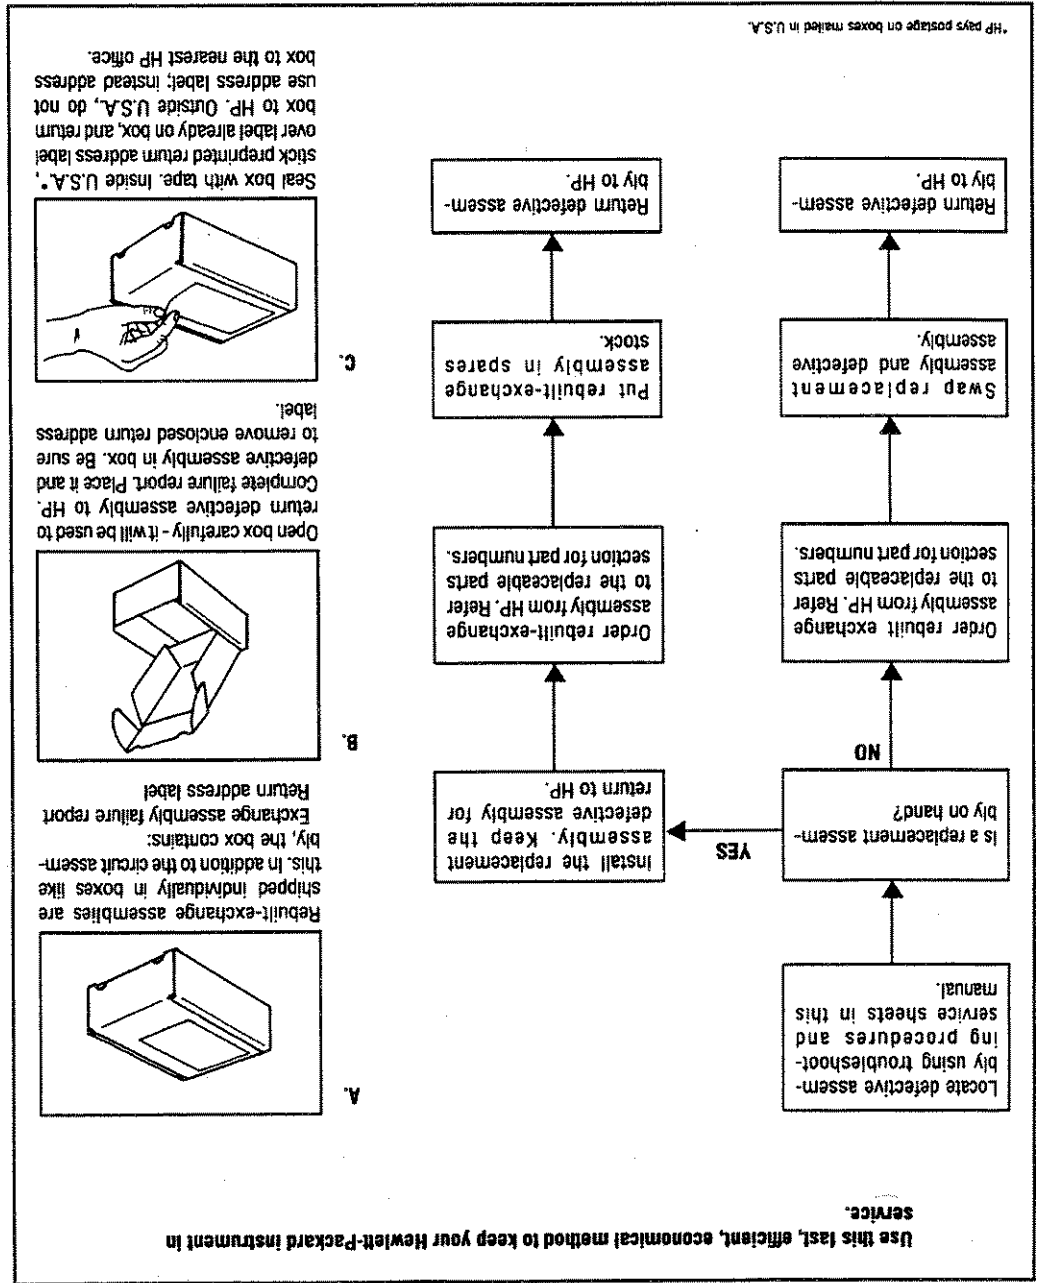 Use this fast, efficient, economical method to keep your Hewlett-Packard instrument in
service.
Locate defective assem-
bly using troubleshoot-
ing procedures and
service sheets in this
manual.
Is a replacement assem-
bly on hand?
YES
NO
Install the replacement
assembly. Keep the
defective assembly for
return to HP.
Order rebuilt exchange
assembly from HP. Refer
to the replaceable parts
section for part numbers.
Order rebuilt-exchange
assembly from HP. Refer
to the replaceable parts
section for part numbers.
Swap replacement
assembly and defective
assembly.
Put rebuilt-exchange
assembly in spares
stock.
Return defective assem-
bly to HP.
Return defective assem-
bly to HP.
A.
Rebuilt-exchange assemblies are
shipped individually in boxes like
this. In addition to the circuit assem-
bly, the box contains:
Exchange assembly failure report
Return address label
B.
Open box carefully - it will be used to
return defective assembly to HP.
Complete failure report. Place it and
defective assembly in box. Be sure
to remove enclosed return address
label.
C.
Seal box with tape. Inside U.S.A.*,
stick preprinted return address label
over label already on box, and return
box to HP. Outside U.S.A., do not
use address label; instead address
box to the nearest HP office.
*HP pays postage on boxes mailed in U.S.A.